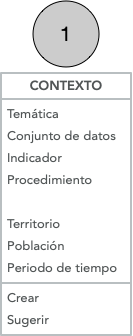 1
CONTEXTO
Temática
Conjunto de datos
Indicador
Procedimiento
Territorio
Población
Periodo de tiempo
Crear
Sugerir